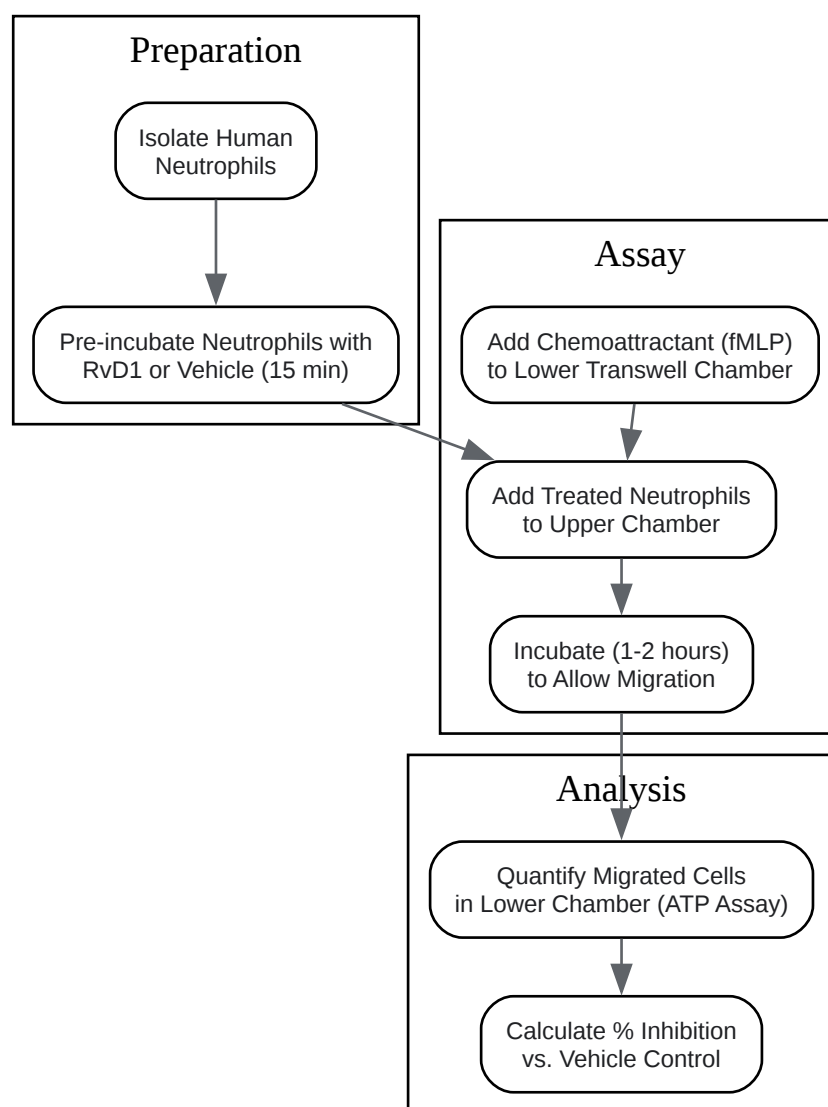 Preparation
Isolate Human
Neutrophils
Pre-incubate Neutrophils with
RvD1 or Vehicle (15 min)
Assay
Add Chemoattractant (fMLP)
to Lower Transwell Chamber
Add Treated Neutrophils
to Upper Chamber
Incubate (1-2 hours)
to Allow Migration
Analysis
Quantify Migrated Cells
in Lower Chamber (ATP Assay)
Calculate % Inhibition
vs. Vehicle Control